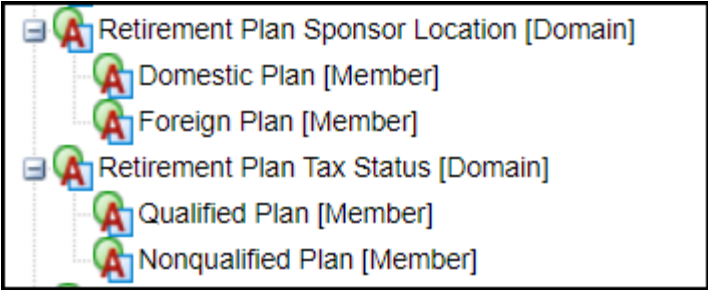 Retirement Plan Sponsor Location [Domain]
Domestic Plan [Member]
Foreign Plan [Member]
Retirement Plan Tax Status [Domain]
Qualified Plan [Member]
Nonqualified Plan [Member]